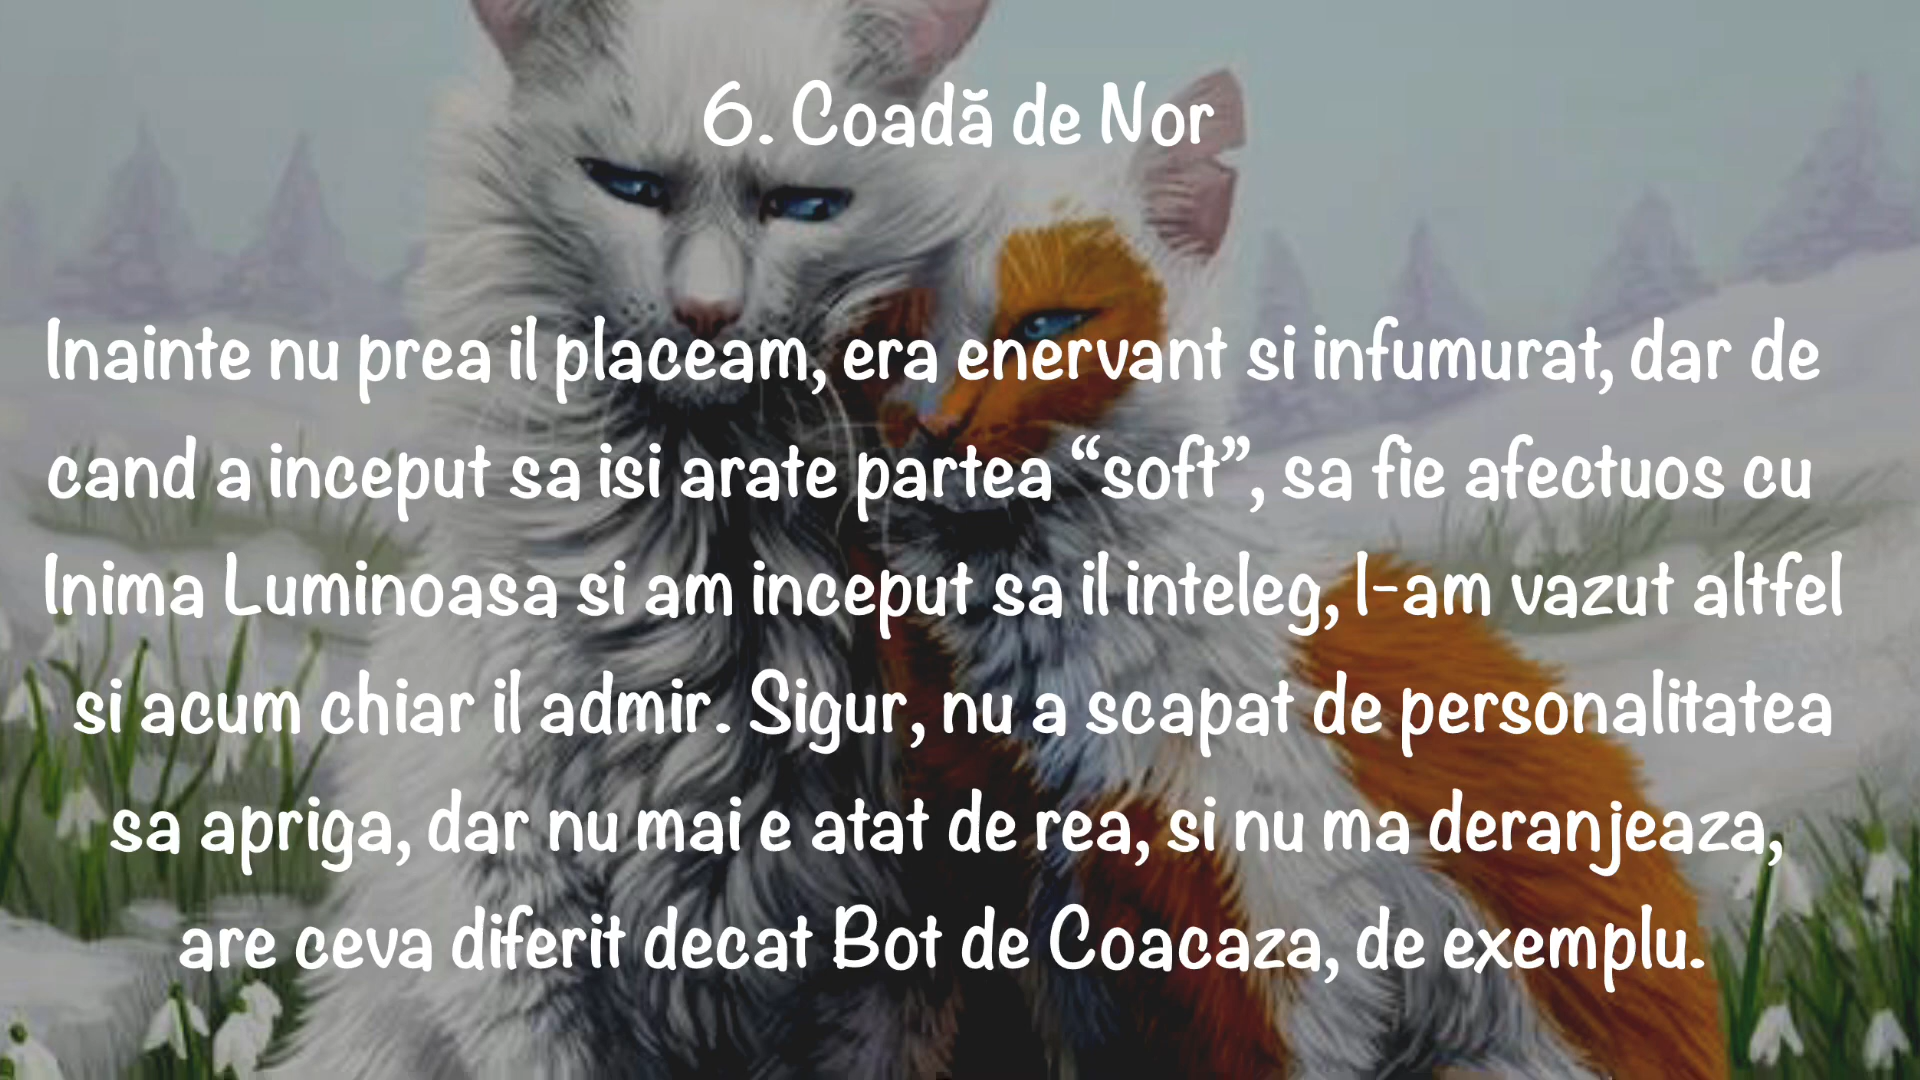 6. Coadă de Nor
Inainte nu prea il placeam, era enervant si infumurat, dar de
cand a inceput sa isi arate partea “soft”, sa fie afectuos cu
Inima Luminoasa si am inceput sa il inteleg, l-am vazut altfel
si acum chiar il admir. Sigur, nu a scapat de personalitatea
sa apriga, dar nu mai e atat de rea, si nu ma deranjeaza,
are ceva diferit decat Bot de Coacaza, de exemplu.